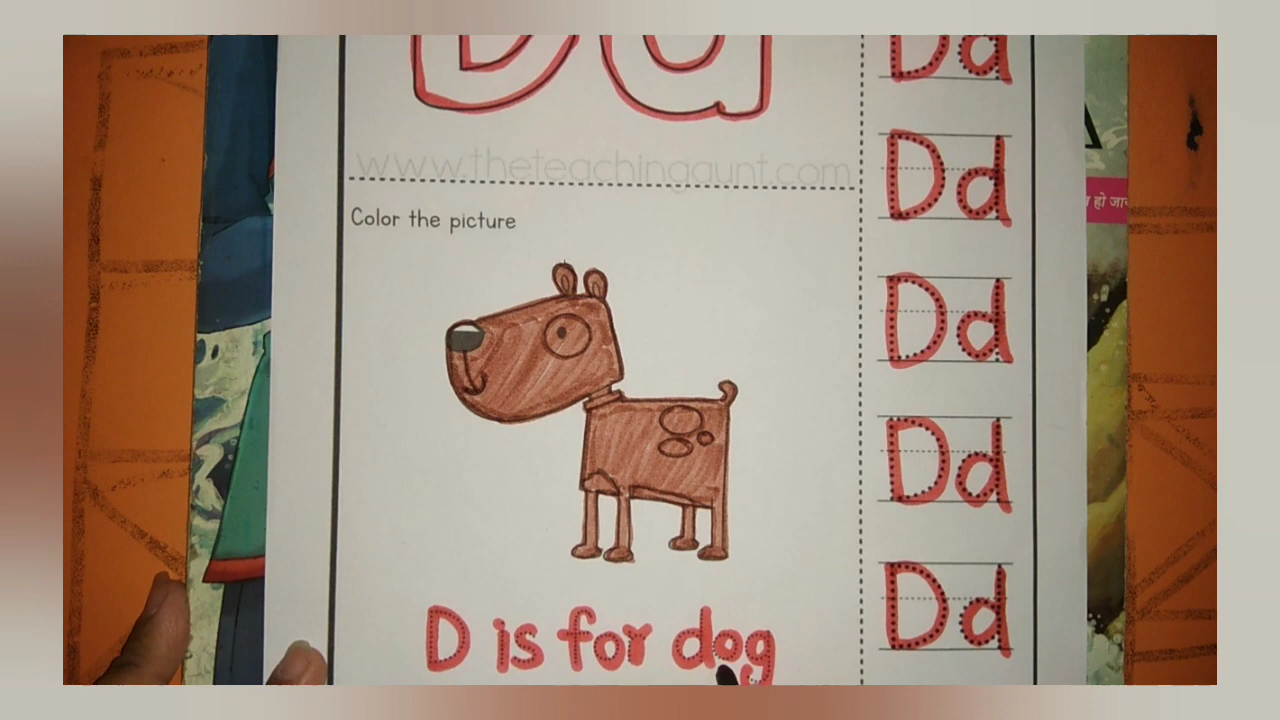 Dd
www.theteachingaunt.com
Color the picture
D is for dog
Dd
Dd
Dd
Dd
Dd
हो